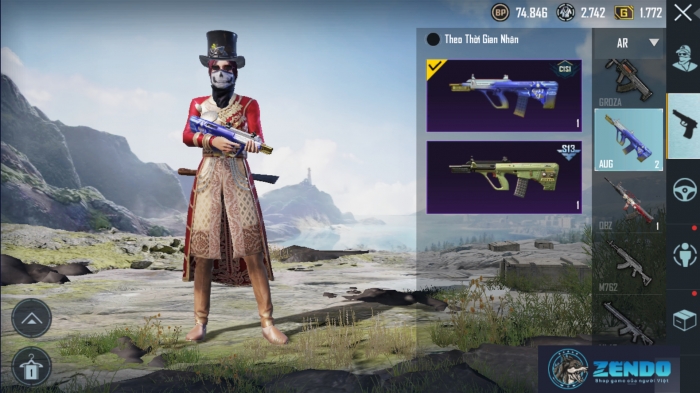 BP 74.846 AG 2.742 G 1.772
Theo Thời Gian Nhận
AR
C1S1
1
GROZA
S13
AUG 2
1
QBZ 1
M762
ZENDO
Shop game của người Việt